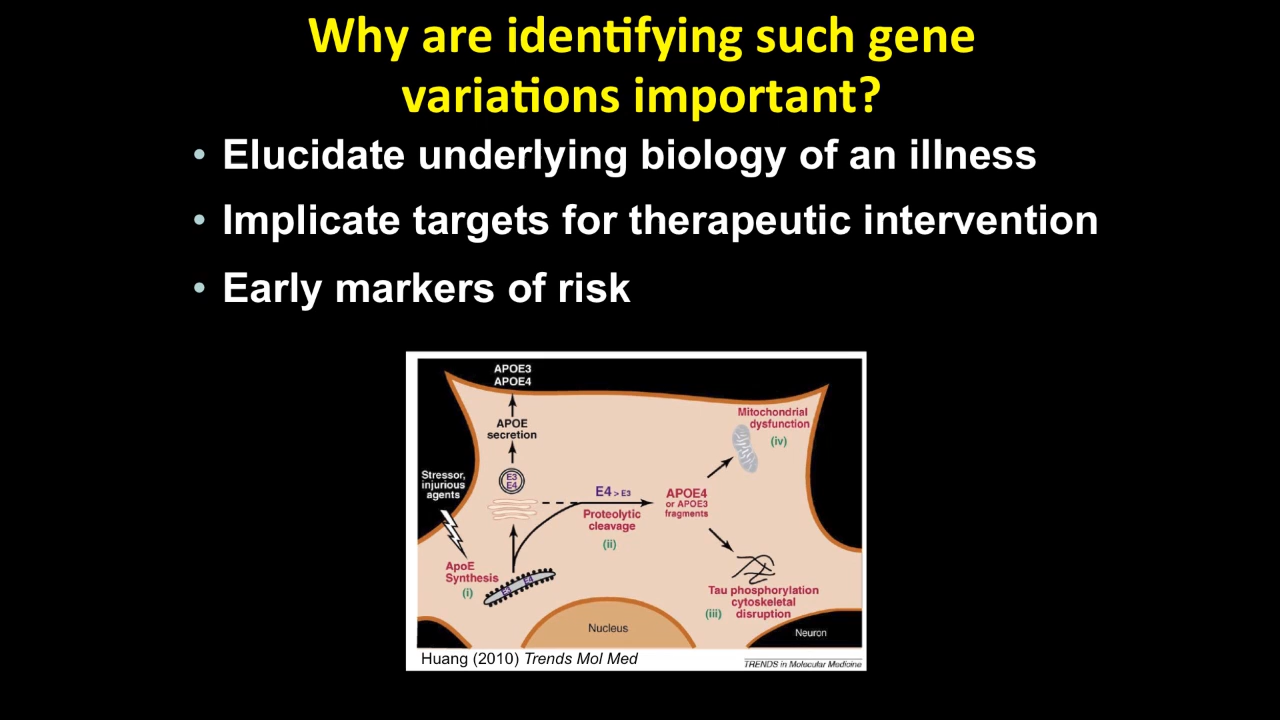 Why are identifying such gene
variations important?
• Elucidate underlying biology of an illness
• Implicate targets for therapeutic intervention
• Early markers of risk
APOE3
APOE4
APOE
secretion
Stressor,
injurious
agents
E3
E4
E4 > E3
Proteolytic
cleavage
(ii)
APOE4
or APOE3
fragments
Mitochondrial
dysfunction
(iv)
ApoE
Synthesis
(i)
Tau phosphorylation
cytoskeletal
(iii) disruption
Nucleus
Neuron
Huang (2010) Trends Mol Med
TRENDS in Molecular Medicine